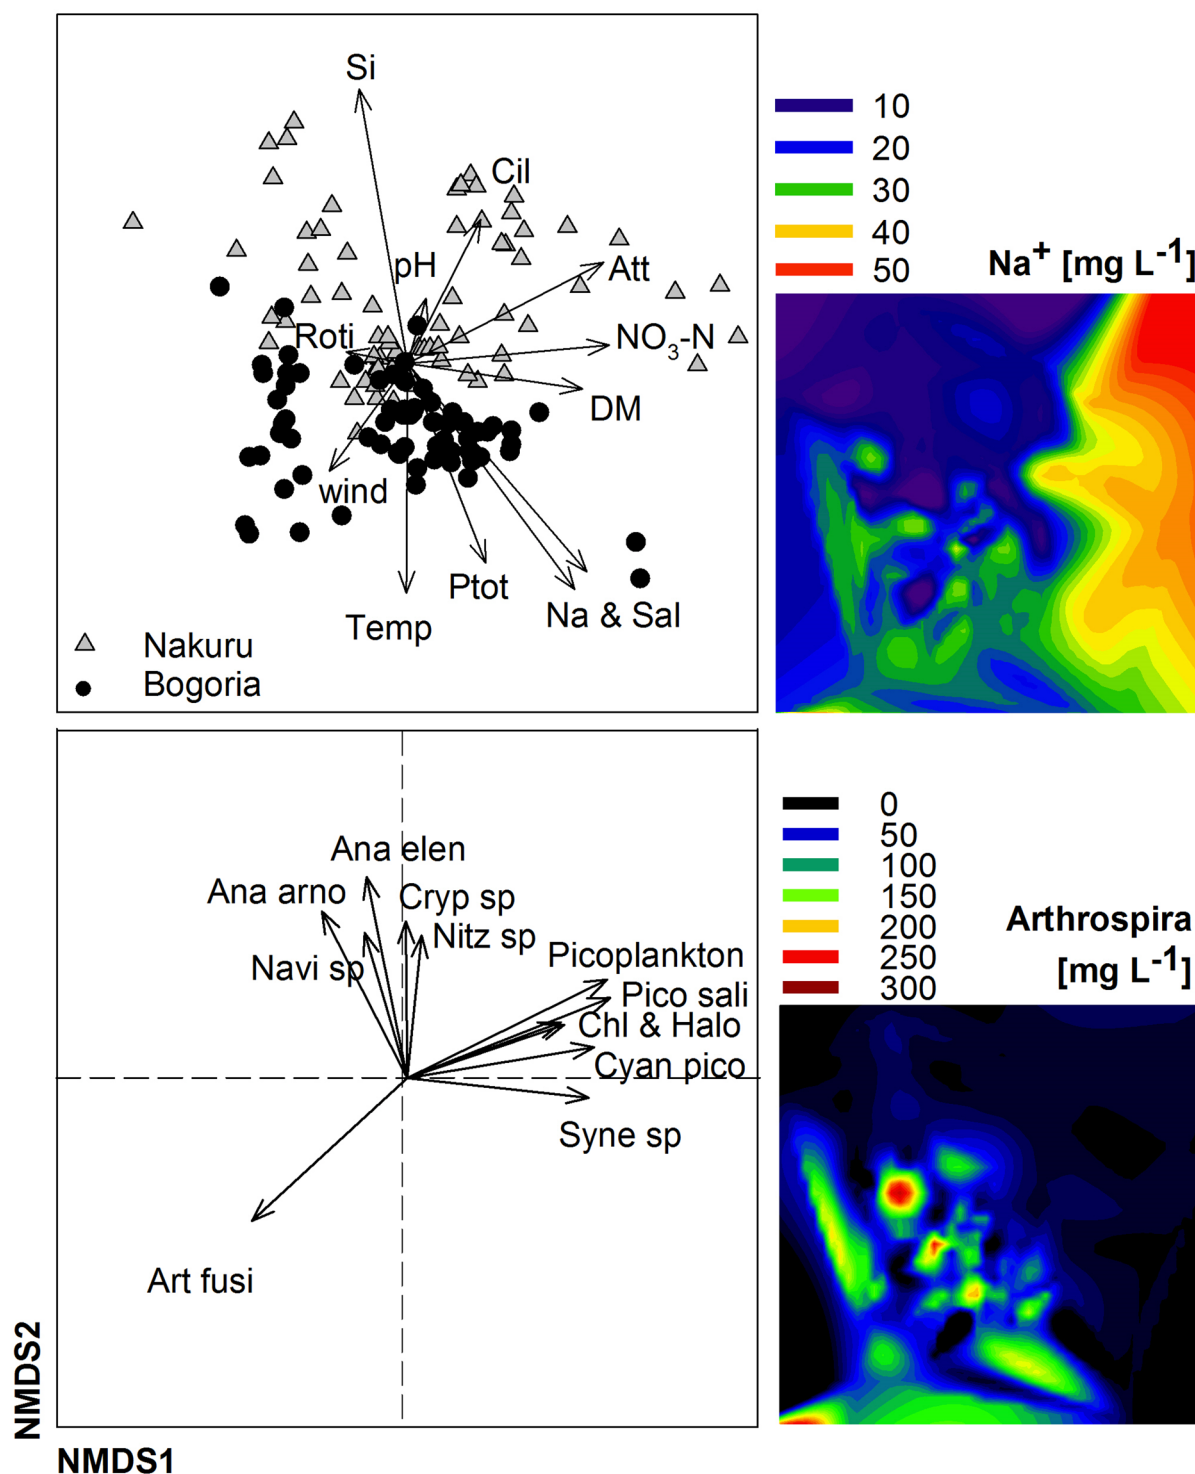 Si
Cil
pH
Att
Roti
NO3-N
DM
wind
Ptot
Temp
Na & Sal
Nakuru
Bogoria
10
20
30
40
50
Na+ [mg L-1]
Ana elen
Ana arno
Cryp sp
Nitz sp
Navi sp
Picoplankton
Pico sali
Chl & Halo
Cyan pico
Syne sp
Art fusi
0
50
100
150
200
250
300
Arthrospira
[mg L-1]
NMDS2
NMDS1